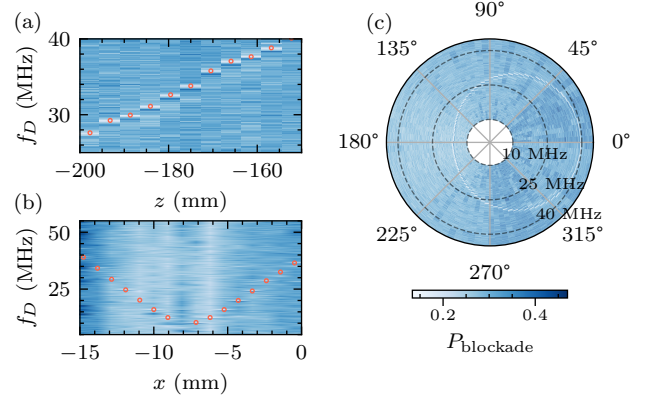 (a)
40
30
f_D (MHz)
−200
−180
−160
z (mm)
(b)
50
25
f_D (MHz)
−15
−10
−5
0
x (mm)
(c)
90°
135°
45°
180°
0°
10 MHz
25 MHz
40 MHz
225°
315°
270°
0.2
0.4
P_blockade